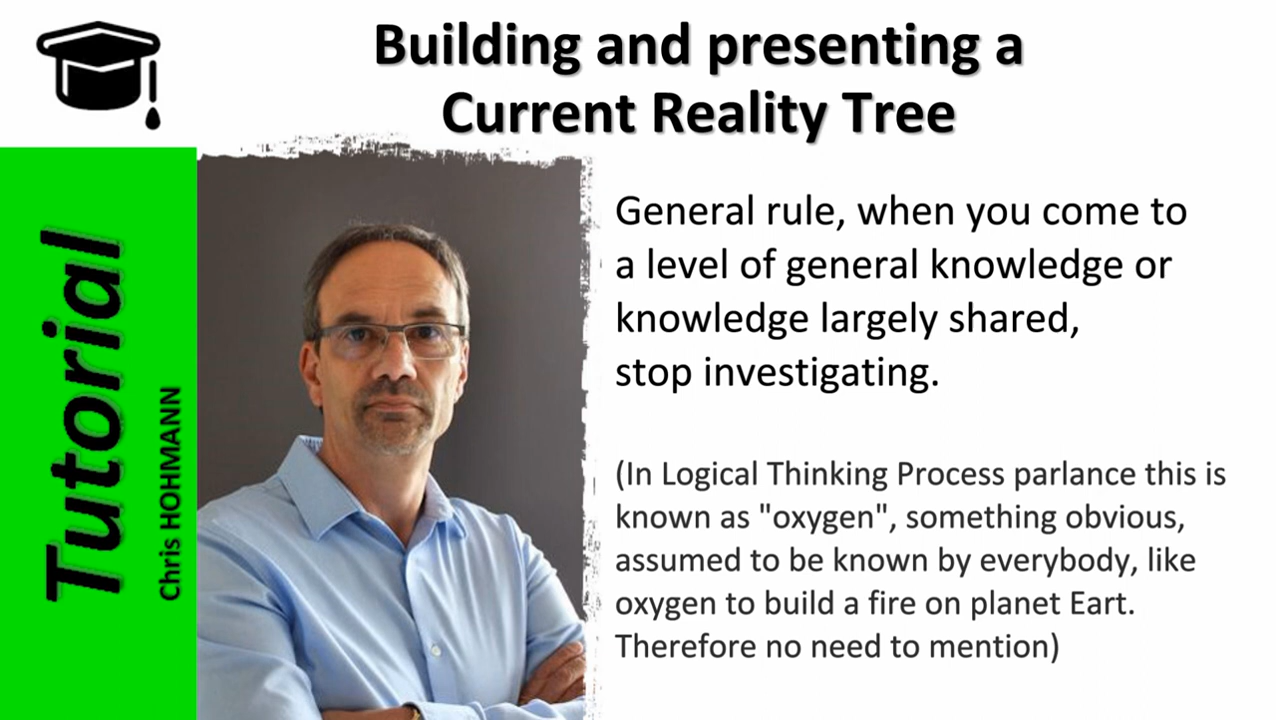 Building and presenting a
Current Reality Tree
Tutorial
Chris HOHMANN
General rule, when you come to
a level of general knowledge or
knowledge largely shared,
stop investigating.
(In Logical Thinking Process parlance this is
known as "oxygen", something obvious,
assumed to be known by everybody, like
oxygen to build a fire on planet Eart.
Therefore no need to mention)